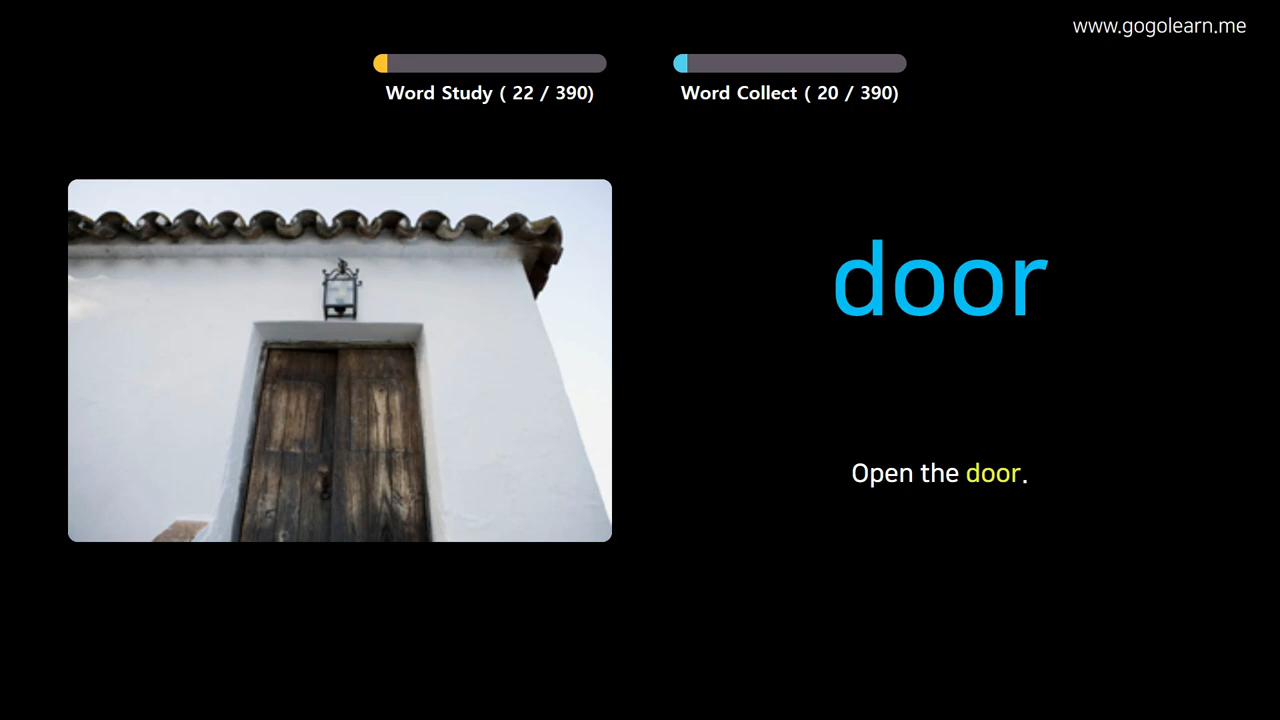 www.gogolearn.me
Word Study ( 22 / 390)
Word Collect ( 20 / 390)
door
Open the door.